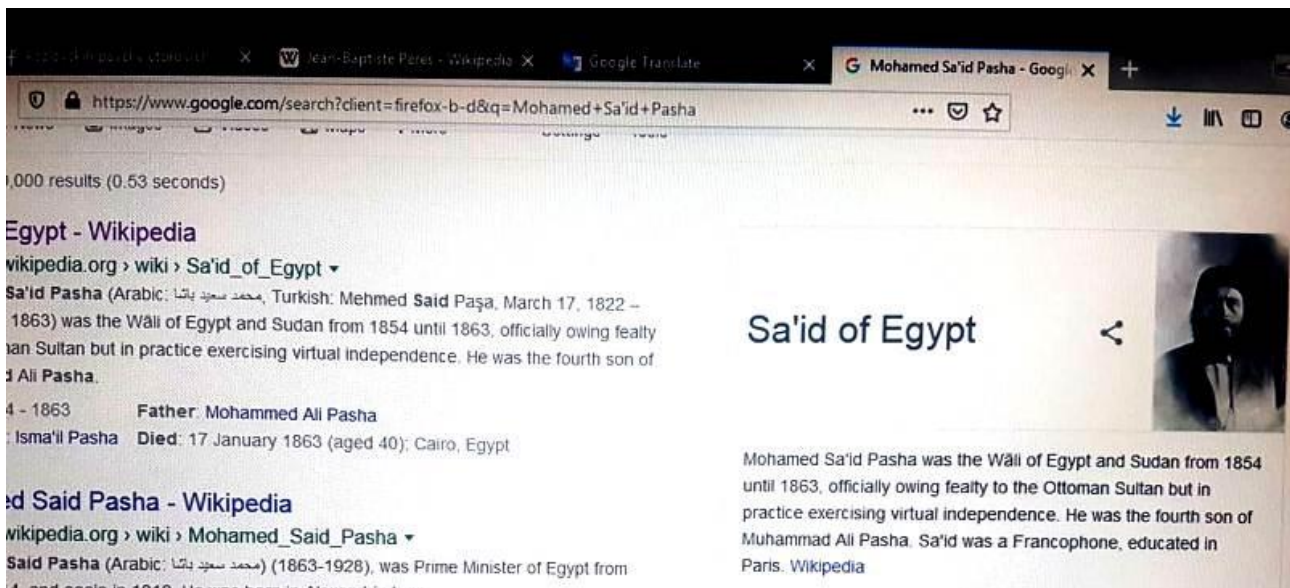 Jean-Baptiste Peres - Wikipedia
Google Translate
Mohamed Sa'id Pasha - Googl
https://www.google.com/search?client=firefox-b-d&q=Mohamed+Sa'id+Pasha
,000 results (0.53 seconds)
Egypt - Wikipedia
wikipedia.org › wiki › Sa'id_of_Egypt
Sa'id Pasha (Arabic: محمد سعيد باشا, Turkish: Mehmed Said Paşa, March 17, 1822 –
1863) was the Wāli of Egypt and Sudan from 1854 until 1863, officially owing fealty
an Sultan but in practice exercising virtual independence. He was the fourth son of
Ali Pasha.
4 - 1863 Father: Mohammed Ali Pasha
: Isma'il Pasha Died: 17 January 1863 (aged 40); Cairo, Egypt
ed Said Pasha - Wikipedia
wikipedia.org › wiki › Mohamed_Said_Pasha
Said Pasha (Arabic: محمد سعيد باشا) (1863-1928), was Prime Minister of Egypt from
Sa'id of Egypt
Mohamed Sa'id Pasha was the Wāli of Egypt and Sudan from 1854
until 1863, officially owing fealty to the Ottoman Sultan but in
practice exercising virtual independence. He was the fourth son of
Muhammad Ali Pasha. Sa'id was a Francophone, educated in
Paris. Wikipedia